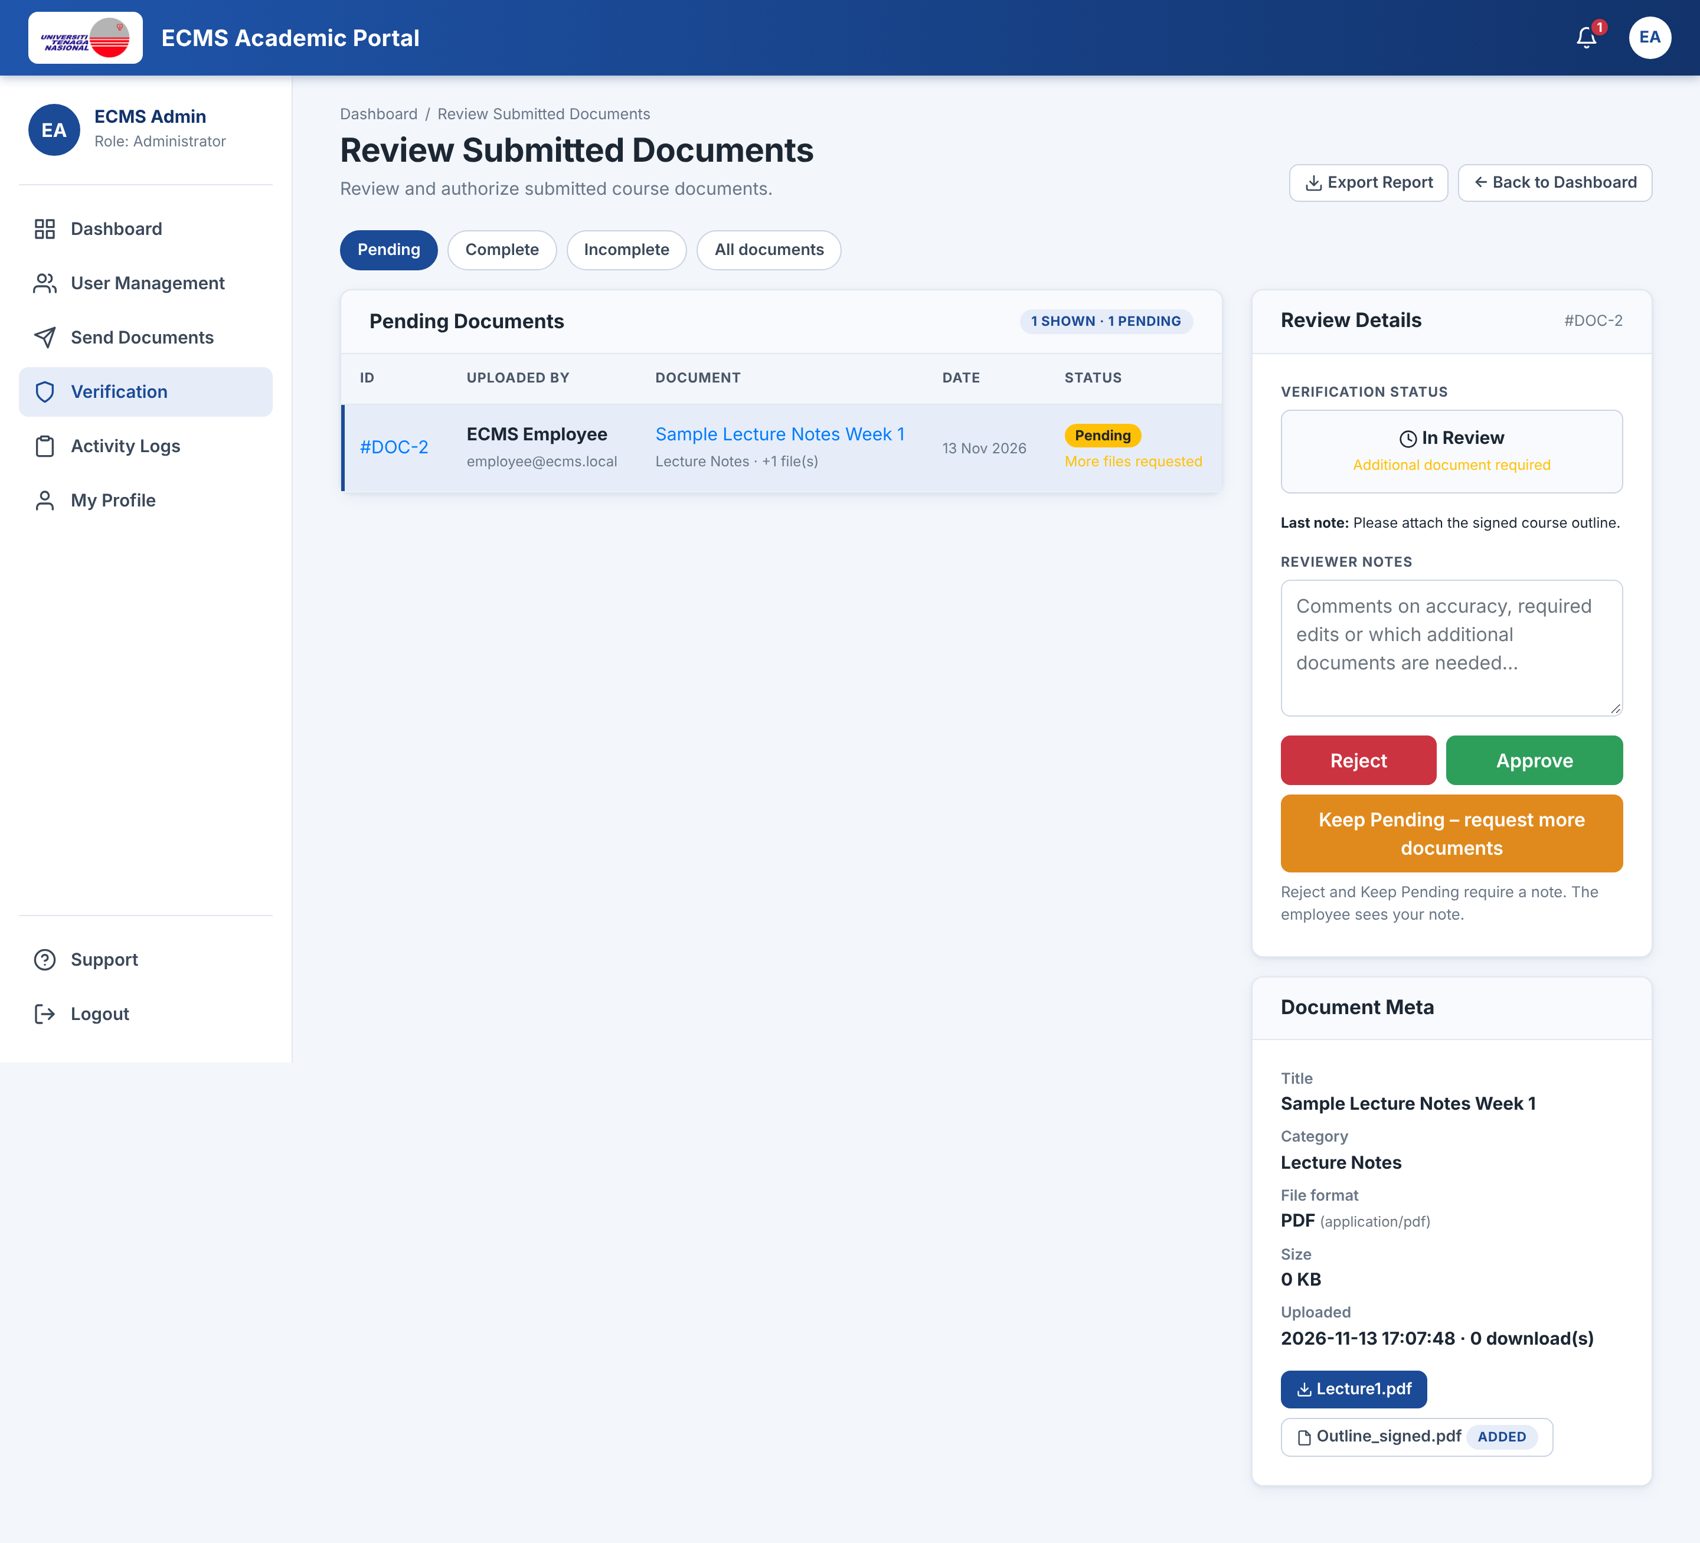 UNIVERSITI
TENAGA
NASIONAL
ECMS Academic Portal
1
EA
EA
ECMS Admin
Role: Administrator
Dashboard
User Management
Send Documents
Verification
Activity Logs
My Profile
Support
Logout
Dashboard / Review Submitted Documents
Review Submitted Documents
Review and authorize submitted course documents.
Export Report
← Back to Dashboard
Pending
Complete
Incomplete
All documents
Pending Documents
1 SHOWN · 1 PENDING
ID UPLOADED BY DOCUMENT DATE STATUS
#DOC-2
ECMS Employee
employee@ecms.local
Sample Lecture Notes Week 1
Lecture Notes · +1 file(s)
13 Nov 2026
Pending
More files requested
Review Details
#DOC-2
VERIFICATION STATUS
In Review
Additional document required
Last note: Please attach the signed course outline.
REVIEWER NOTES
Comments on accuracy, required
edits or which additional
documents are needed...
Reject
Approve
Keep Pending – request more
documents
Reject and Keep Pending require a note. The
employee sees your note.
Document Meta
Title
Sample Lecture Notes Week 1
Category
Lecture Notes
File format
PDF (application/pdf)
Size
0 KB
Uploaded
2026-11-13 17:07:48 · 0 download(s)
Lecture1.pdf
Outline_signed.pdf ADDED